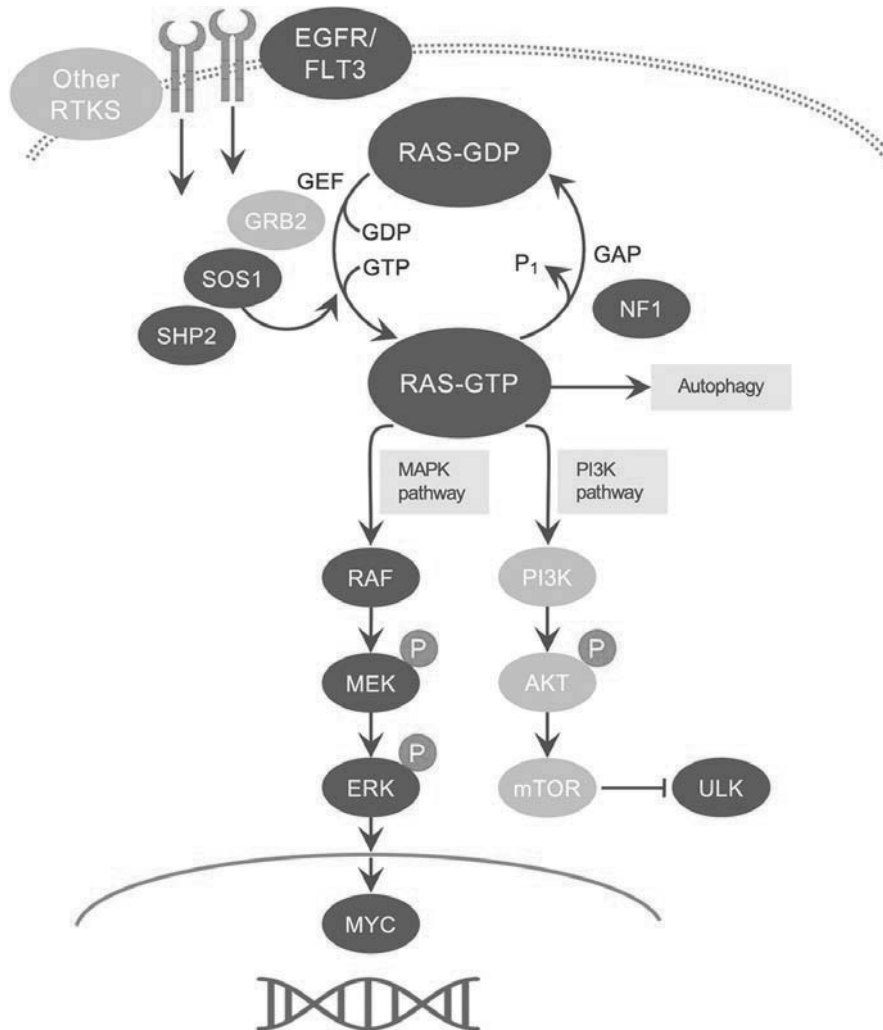 EGFR/
FLT3
Other
RTKS
RAS-GDP
GEF
GRB2
GDP
GTP
P1
GAP
SOS1
SHP2
NF1
RAS-GTP
Autophagy
MAPK
pathway
PI3K
pathway
RAF
PI3K
P
MEK
P
AKT
P
ERK
mTOR
ULK
MYC